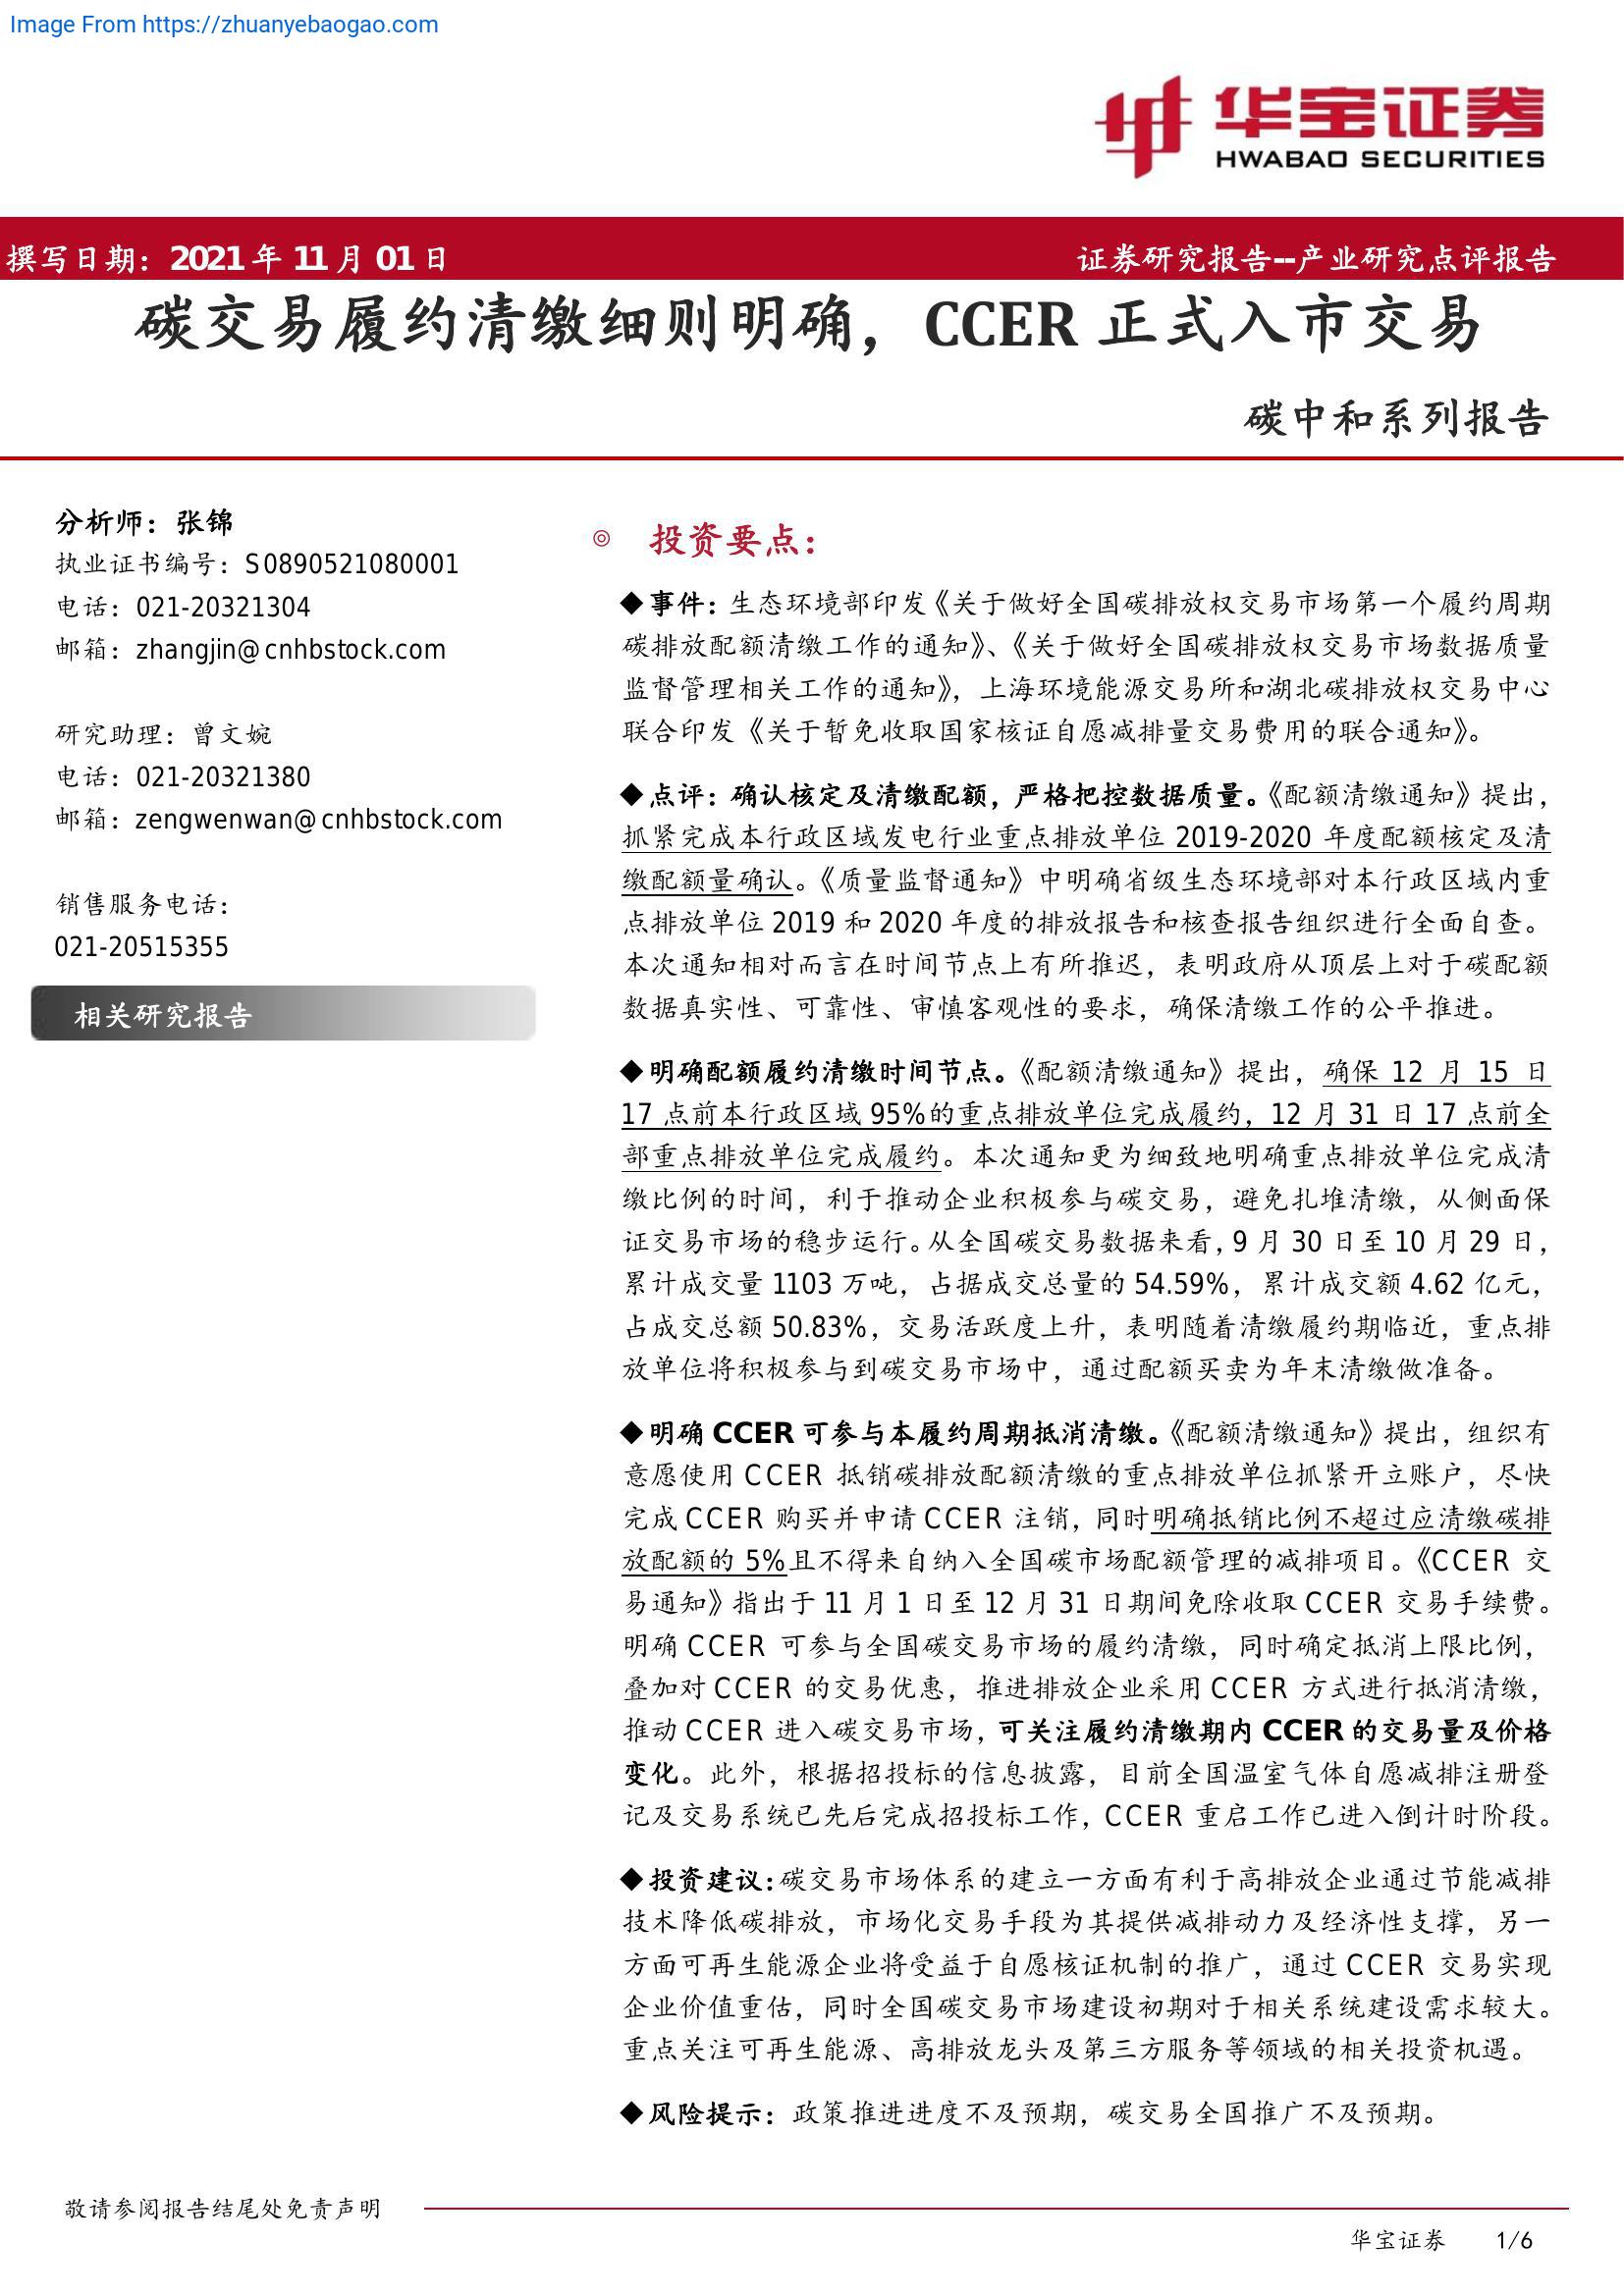 Image From https://zhuanyebaogao.com
华宝证券
HWABAO SECURITIES
撰写日期：2021 年 11 月 01 日
证券研究报告--产业研究点评报告
碳交易履约清缴细则明确，CCER 正式入市交易
碳中和系列报告
分析师：张锦
执业证书编号：S0890521080001
电话：021-20321304
邮箱：zhangjin@cnhbstock.com
研究助理：曾文婉
电话：021-20321380
邮箱：zengwenwan@cnhbstock.com
销售服务电话：
021-20515355
相关研究报告
◎ 投资要点：
◆事件：生态环境部印发《关于做好全国碳排放权交易市场第一个履约周期
碳排放配额清缴工作的通知》、《关于做好全国碳排放权交易市场数据质量
监督管理相关工作的通知》，上海环境能源交易所和湖北碳排放权交易中心
联合印发《关于暂免收取国家核证自愿减排量交易费用的联合通知》。
◆点评：确认核定及清缴配额，严格把控数据质量。《配额清缴通知》提出，
抓紧完成本行政区域发电行业重点排放单位 2019-2020 年度配额核定及清
缴配额量确认。《质量监督通知》中明确省级生态环境部对本行政区域内重
点排放单位 2019 和 2020 年度的排放报告和核查报告组织进行全面自查。
本次通知相对而言在时间节点上有所推迟，表明政府从顶层上对于碳配额
数据真实性、可靠性、审慎客观性的要求，确保清缴工作的公平推进。
◆明确配额履约清缴时间节点。《配额清缴通知》提出，确保 12 月 15 日
17 点前本行政区域 95%的重点排放单位完成履约，12 月 31 日 17 点前全
部重点排放单位完成履约。本次通知更为细致地明确重点排放单位完成清
缴比例的时间，利于推动企业积极参与碳交易，避免扎堆清缴，从侧面保
证交易市场的稳步运行。从全国碳交易数据来看，9 月 30 日至 10 月 29 日，
累计成交量 1103 万吨，占据成交总量的 54.59%，累计成交额 4.62 亿元，
占成交总额 50.83%，交易活跃度上升，表明随着清缴履约期临近，重点排
放单位将积极参与到碳交易市场中，通过配额买卖为年末清缴做准备。
◆明确 CCER 可参与本履约周期抵消清缴。《配额清缴通知》提出，组织有
意愿使用 CCER 抵销碳排放配额清缴的重点排放单位抓紧开立账户，尽快
完成 CCER 购买并申请 CCER 注销，同时明确抵销比例不超过应清缴碳排
放配额的 5%且不得来自纳入全国碳市场配额管理的减排项目。《CCER 交
易通知》指出于 11 月 1 日至 12 月 31 日期间免除收取 CCER 交易手续费。
明确 CCER 可参与全国碳交易市场的履约清缴，同时确定抵消上限比例，
叠加对 CCER 的交易优惠，推进排放企业采用 CCER 方式进行抵消清缴，
推动 CCER 进入碳交易市场，可关注履约清缴期内 CCER 的交易量及价格
变化。此外，根据招投标的信息披露，目前全国温室气体自愿减排注册登
记及交易系统已先后完成招投标工作，CCER 重启工作已进入倒计时阶段。
◆投资建议：碳交易市场体系的建立一方面有利于高排放企业通过节能减排
技术降低碳排放，市场化交易手段为其提供减排动力及经济性支撑，另一
方面可再生能源企业将受益于自愿核证机制的推广，通过 CCER 交易实现
企业价值重估，同时全国碳交易市场建设初期对于相关系统建设需求较大。
重点关注可再生能源、高排放龙头及第三方服务等领域的相关投资机遇。
◆风险提示：政策推进进度不及预期，碳交易全国推广不及预期。
敬请参阅报告结尾处免责声明
华宝证券 1/6